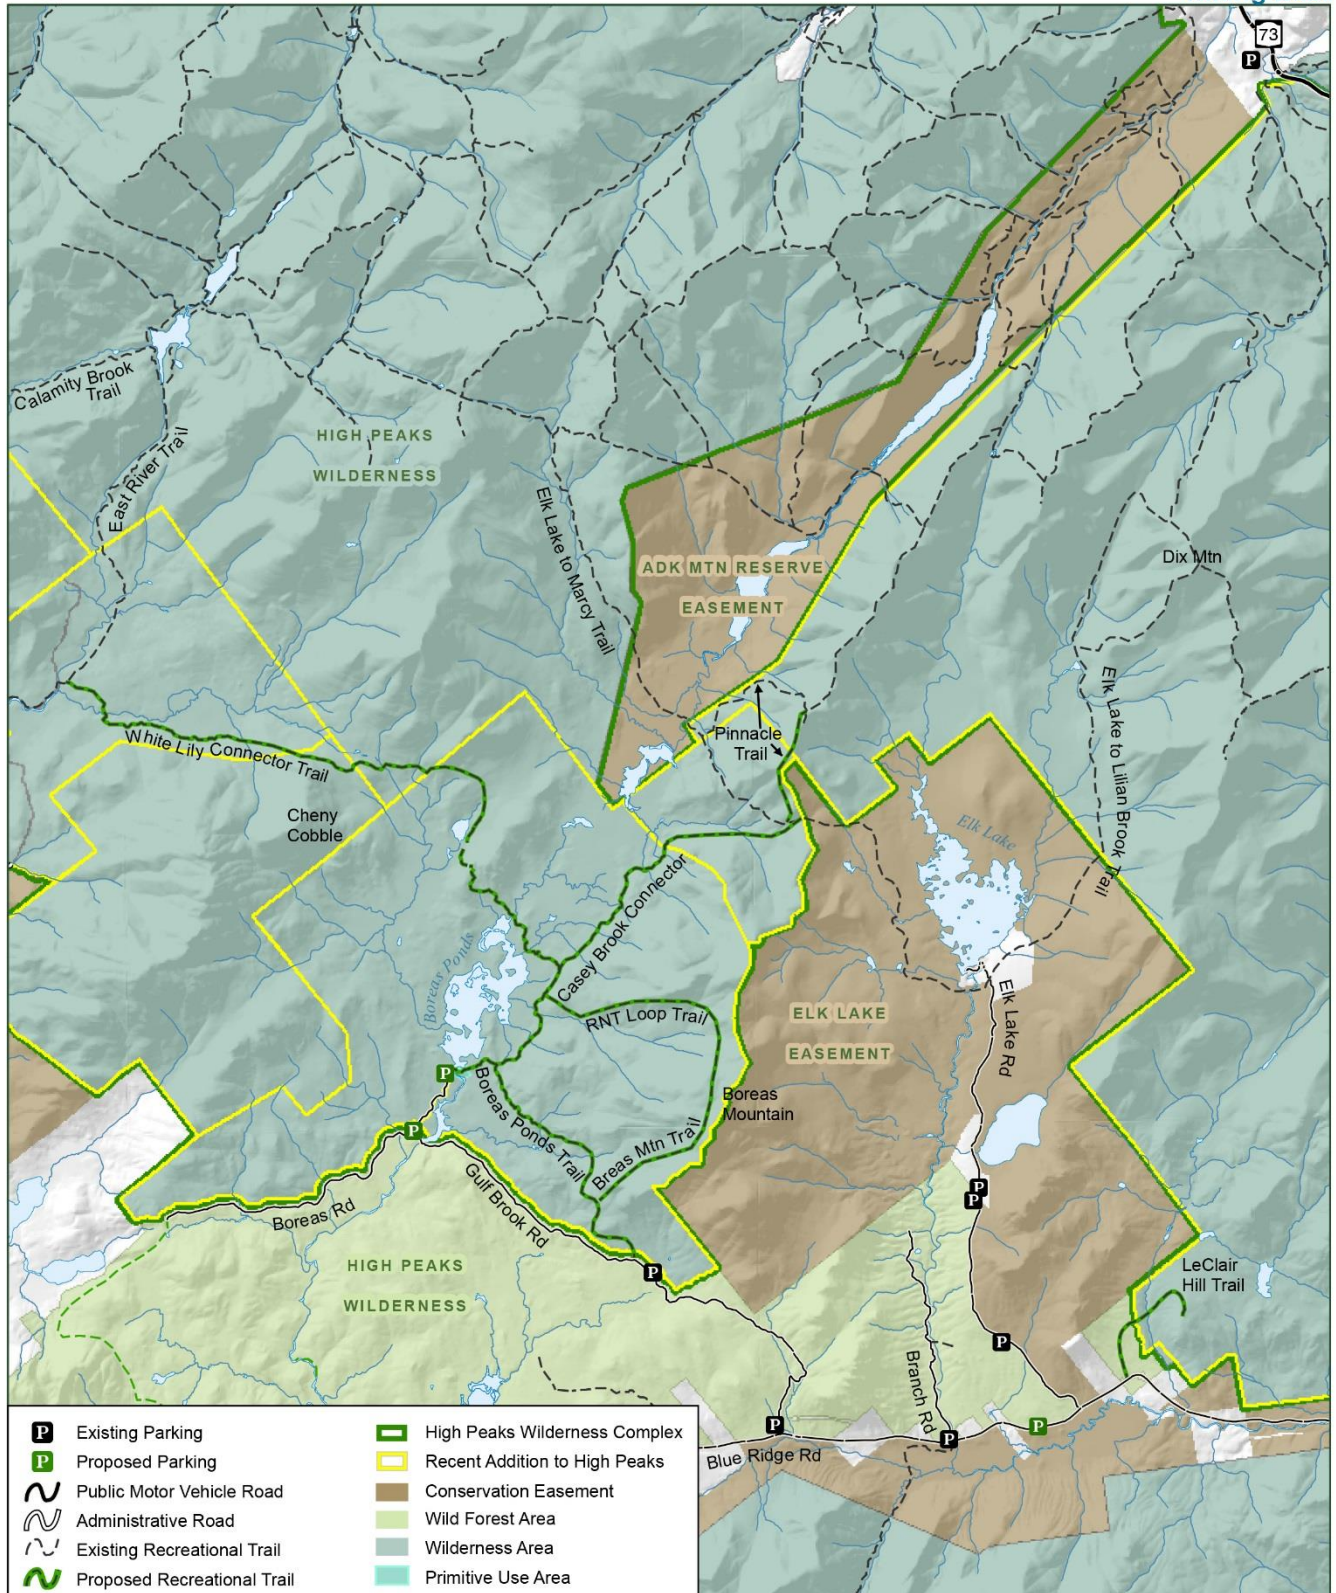 73
P
Calamity Brook
Trail
East River Trail
HIGH PEAKS
WILDERNESS
Elk Lake to Marcy Trail
ADK MTN RESERVE
EASEMENT
Dix Mtn
Elk Lake to Lilian Brook Trail
Pinnacle
Trail
White Lily Connector Trail
Cheny
Cobble
Elk Lake
Casey Brook Connector
Boreas Ponds
RNT Loop Trail
ELK LAKE
EASEMENT
Elk Lake Rd
P
Boreas Ponds Trail
Boreas
Mountain
P
Breas Mtn Trail
Gulf Brook Rd
Boreas Rd
P
P
HIGH PEAKS
WILDERNESS
P
LeClair
Hill Trail
P
Branch Rd
P
P
P
Blue Ridge Rd
P Existing Parking
P Proposed Parking
Public Motor Vehicle Road
Administrative Road
Existing Recreational Trail
Proposed Recreational Trail
High Peaks Wilderness Complex
Recent Addition to High Peaks
Conservation Easement
Wild Forest Area
Wilderness Area
Primitive Use Area